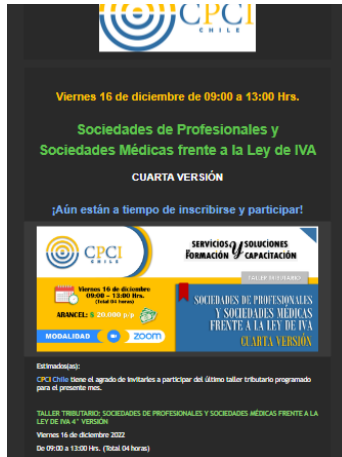 CPCI
CHILE
Viernes 16 de diciembre de 09:00 a 13:00 Hrs.
Sociedades de Profesionales y
Sociedades Médicas frente a la Ley de IVA
CUARTA VERSIÓN
¡Aún están a tiempo de inscribirse y participar!
CPCI
CHILE
SERVICIOS Y SOLUCIONES
FORMACIÓN Y CAPACITACIÓN
TALLER TRIBUTARIO
Viernes 16 de diciembre
09:00 – 13:00 Hrs.
(Total 04 horas)
ARANCEL: $ 20.000 p/p
MODALIDAD zoom
SOCIEDADES DE PROFESIONALES
Y SOCIEDADES MÉDICAS
FRENTE A LA LEY DE IVA
CUARTA VERSIÓN
Estimados(as):
CPCI Chile tiene el agrado de invitarles a participar del último taller tributario programado
para el presente mes.
TALLER TRIBUTARIO: SOCIEDADES DE PROFESIONALES Y SOCIEDADES MÉDICAS FRENTE A LA
LEY DE IVA 4° VERSIÓN
Viernes 16 de diciembre 2022
De 09:00 a 13:00 Hrs. (Total 04 horas)